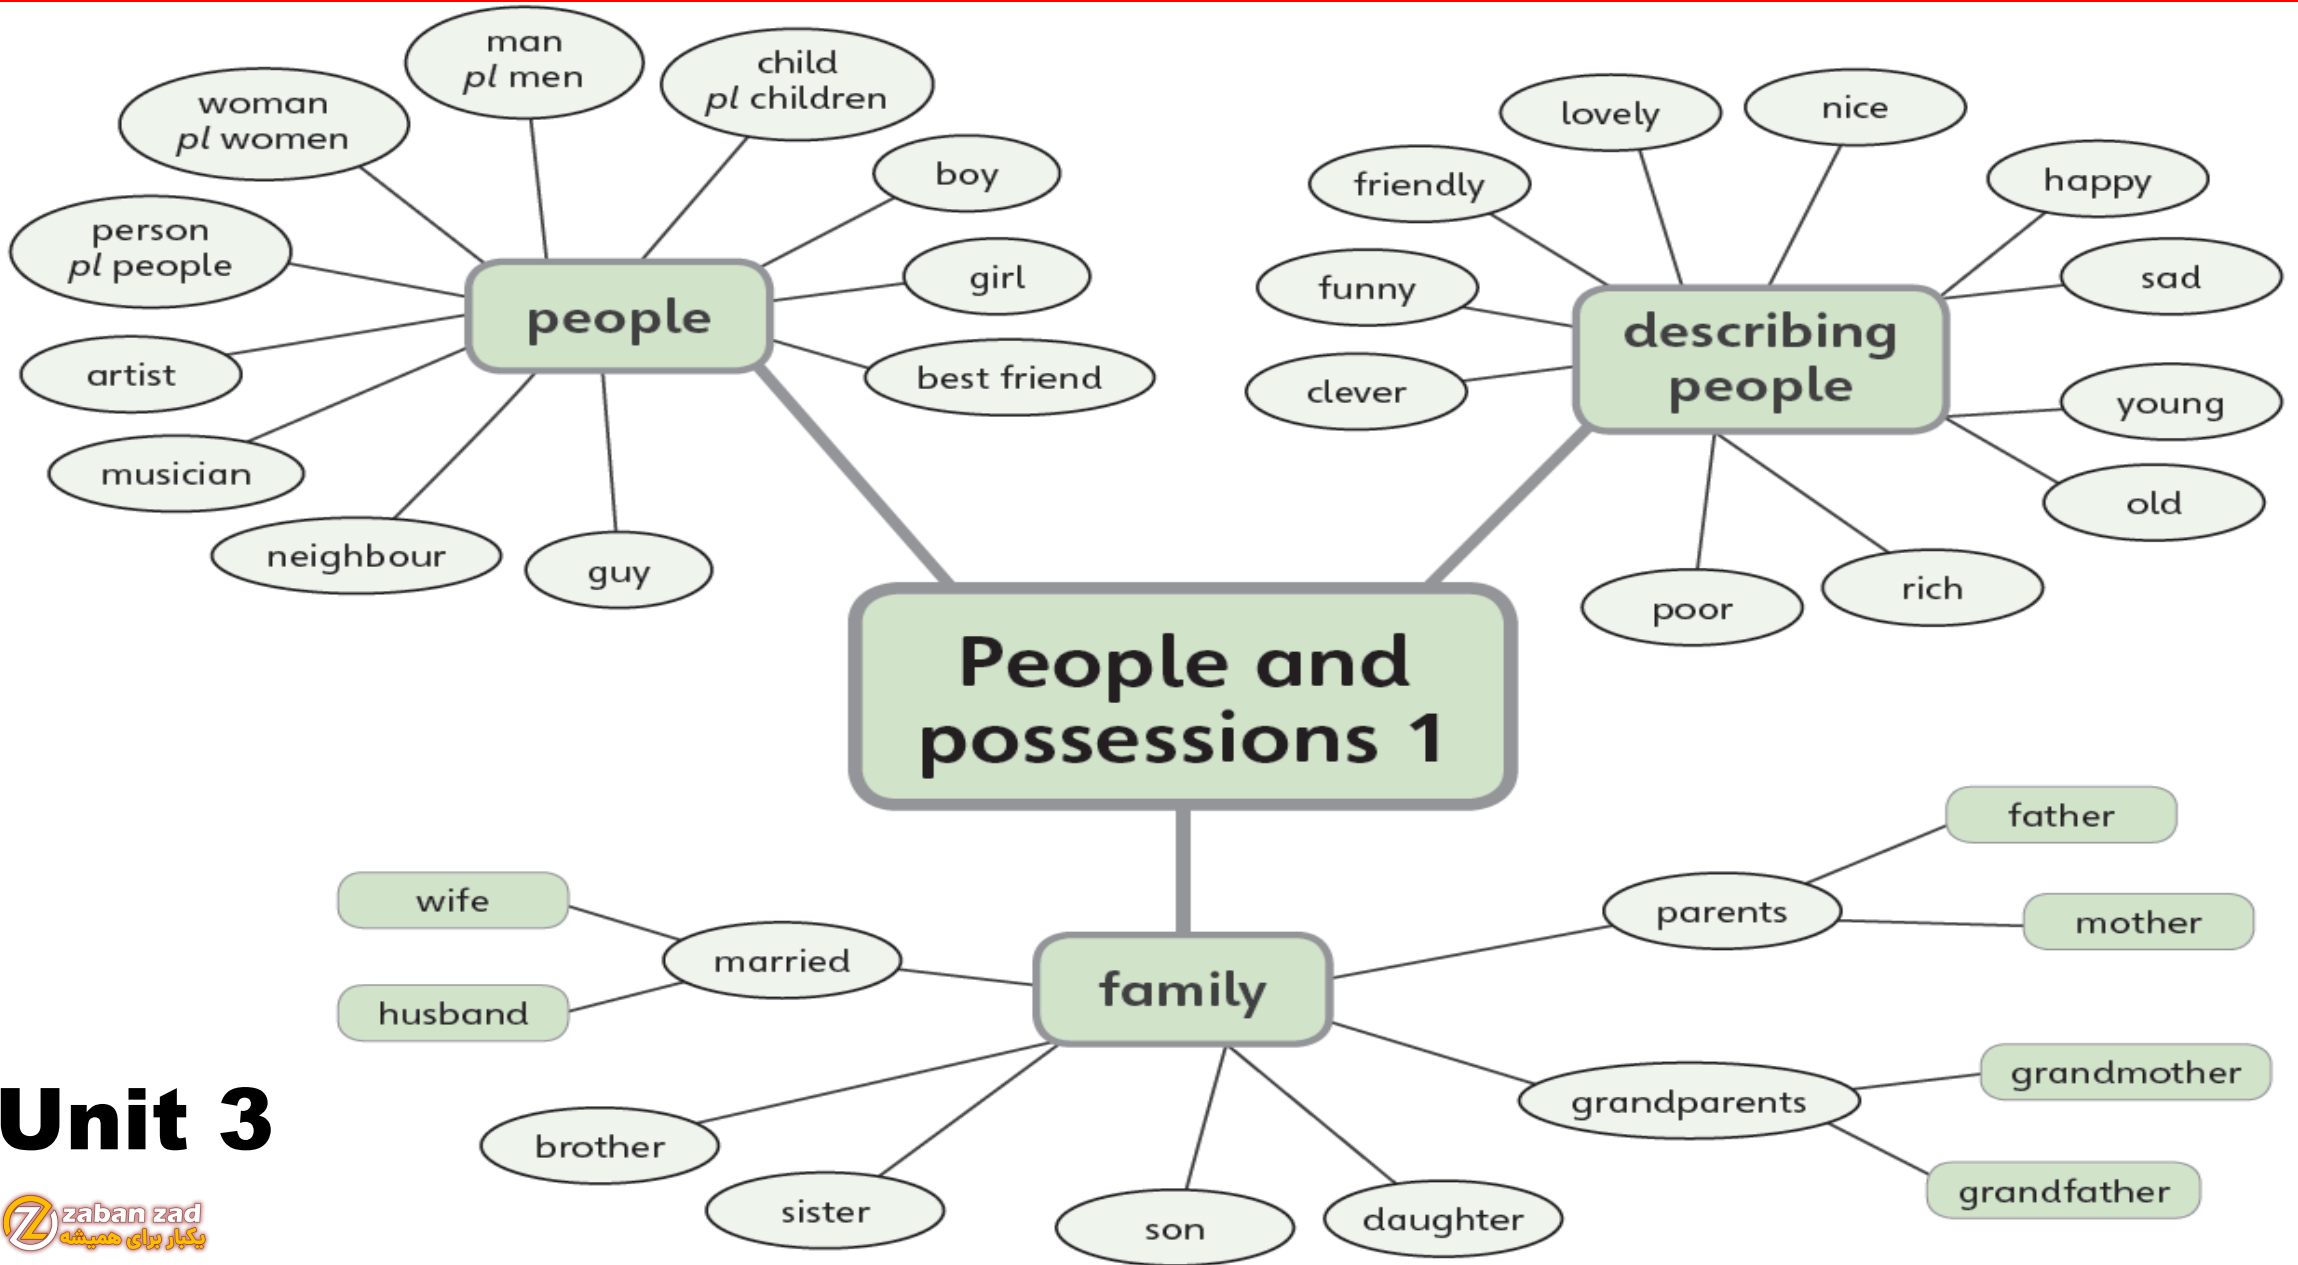 man
pl men
child
pl children
woman
pl women
boy
person
pl people
girl
people
artist
best friend
musician
neighbour
guy
lovely
nice
friendly
happy
funny
sad
describing
people
clever
young
old
poor
rich
People and
possessions 1
father
wife
parents
mother
married
family
husband
grandmother
grandparents
brother
grandfather
sister
son
daughter
Unit 3
zaban zad
یکبار برای همیشه